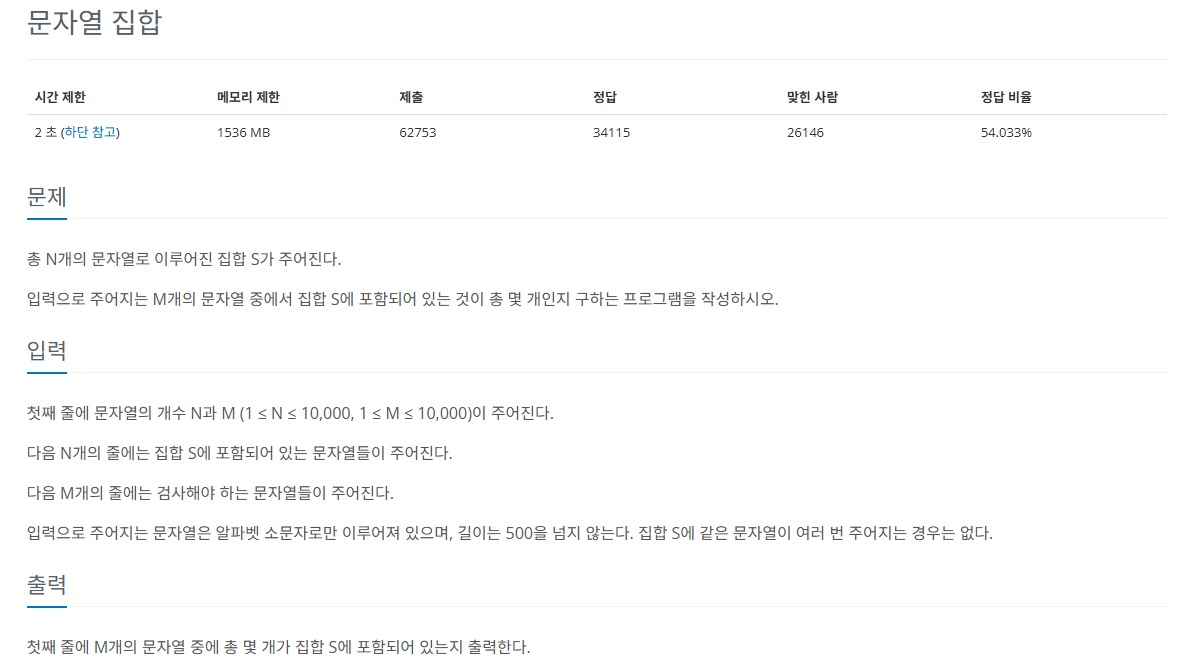 문자열 집합
시간 제한 메모리 제한 제출 정답 맞힌 사람 정답 비율
2 초 (하단 참고) 1536 MB 62753 34115 26146 54.033%
문제
총 N개의 문자열로 이루어진 집합 S가 주어진다.
입력으로 주어지는 M개의 문자열 중에서 집합 S에 포함되어 있는 것이 총 몇 개인지 구하는 프로그램을 작성하시오.
입력
첫째 줄에 문자열의 개수 N과 M (1 ≤ N ≤ 10,000, 1 ≤ M ≤ 10,000)이 주어진다.
다음 N개의 줄에는 집합 S에 포함되어 있는 문자열들이 주어진다.
다음 M개의 줄에는 검사해야 하는 문자열들이 주어진다.
입력으로 주어지는 문자열은 알파벳 소문자로만 이루어져 있으며, 길이는 500을 넘지 않는다. 집합 S에 같은 문자열이 여러 번 주어지는 경우는 없다.
출력
첫째 줄에 M개의 문자열 중에 총 몇 개가 집합 S에 포함되어 있는지 출력한다.